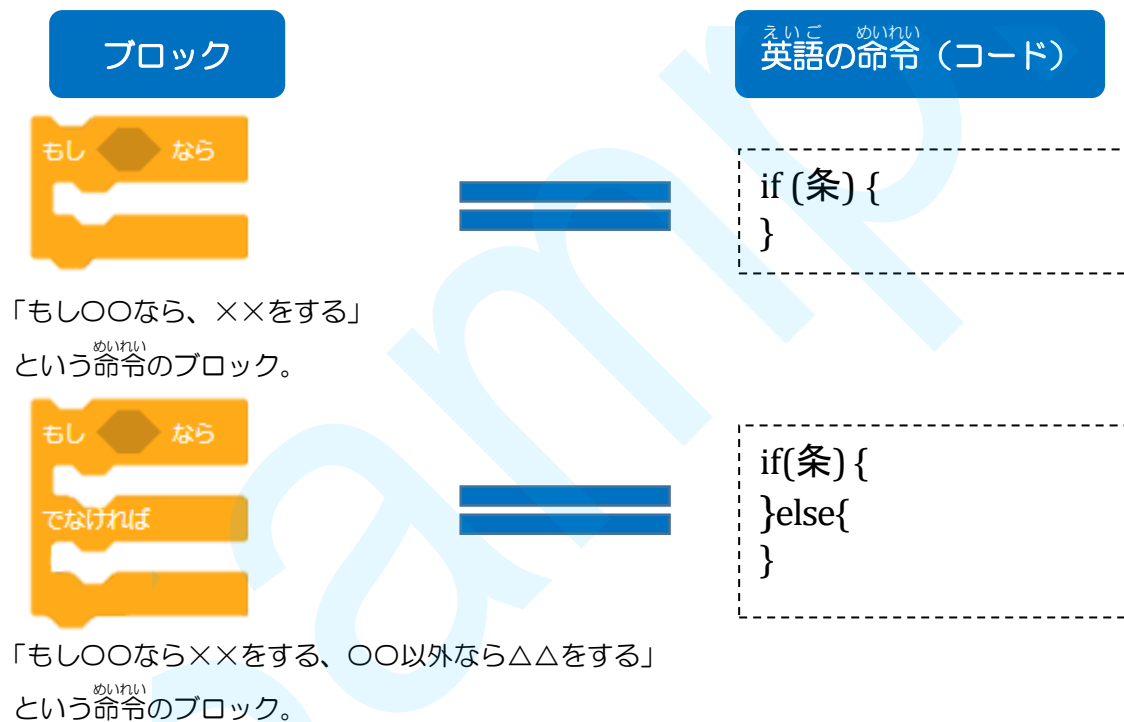 ブロック
えいご めいれい
英語の命令（コード）
もし なら
if (条) {
}
「もし〇〇なら、××をする」
めいれい
という命令のブロック。
もし なら
でなければ
if(条) {
}else{
}
「もし〇〇なら××をする、〇〇以外なら△△をする」
めいれい
という命令のブロック。